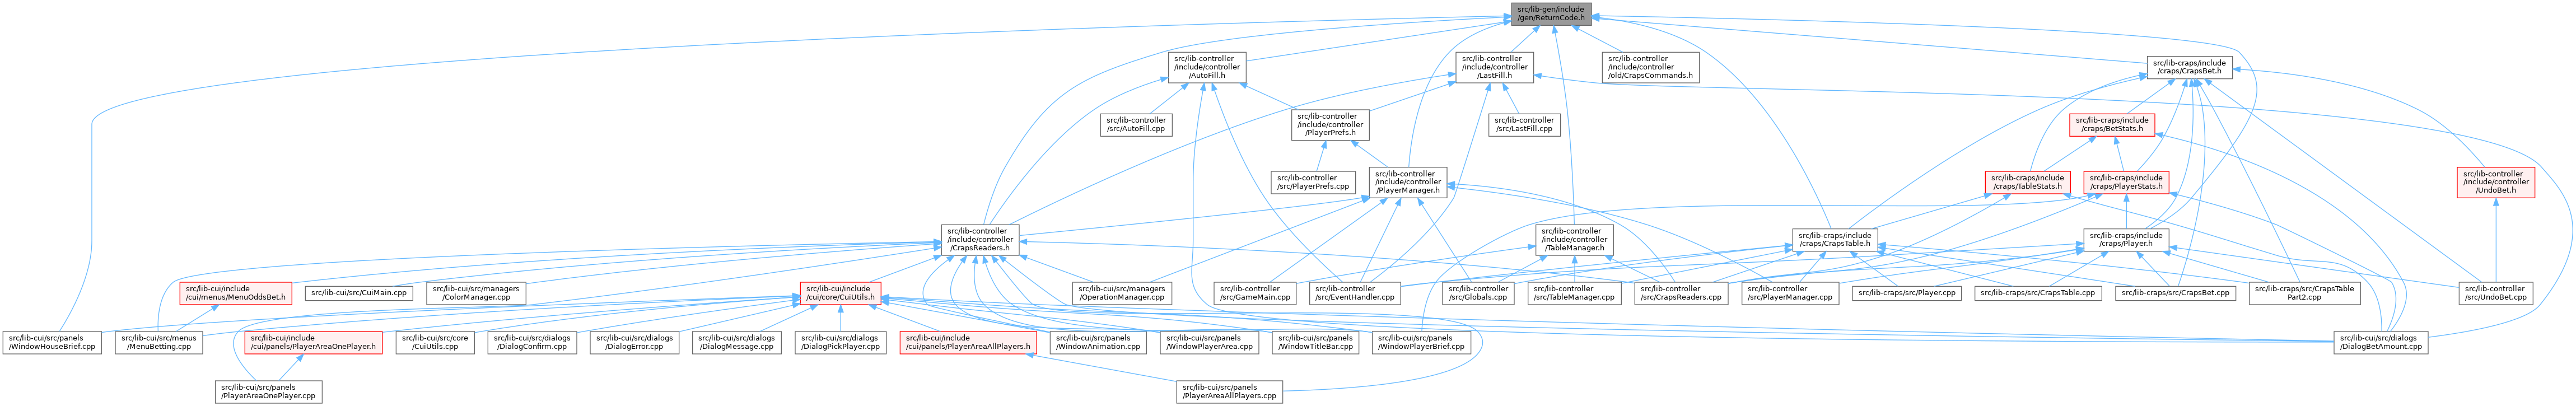 src/lib-gen/include
/gen/ReturnCode.h
src/lib-controller
/include/controller
/AutoFill.h
src/lib-controller
/include/controller
/LastFill.h
src/lib-controller
/include/controller
/old/CrapsCommands.h
src/lib-craps/include
/craps/CrapsBet.h
src/lib-controller
/src/AutoFill.cpp
src/lib-controller
/include/controller
/PlayerPrefs.h
src/lib-controller
/src/LastFill.cpp
src/lib-craps/include
/craps/BetStats.h
src/lib-controller
/src/PlayerPrefs.cpp
src/lib-controller
/include/controller
/PlayerManager.h
src/lib-craps/include
/craps/TableStats.h
src/lib-craps/include
/craps/PlayerStats.h
src/lib-controller
/include/controller
/UndoBet.h
src/lib-controller
/include/controller
/CrapsReaders.h
src/lib-controller
/include/controller
/TableManager.h
src/lib-craps/include
/craps/CrapsTable.h
src/lib-craps/include
/craps/Player.h
src/lib-cui/include
/cui/menus/MenuOddsBet.h
src/lib-cui/src/CuiMain.cpp
src/lib-cui/src/managers
/ColorManager.cpp
src/lib-cui/include
/cui/core/CuiUtils.h
src/lib-cui/src/managers
/OperationManager.cpp
src/lib-controller
/src/GameMain.cpp
src/lib-controller
/src/EventHandler.cpp
src/lib-controller
/src/Globals.cpp
src/lib-controller
/src/TableManager.cpp
src/lib-controller
/src/CrapsReaders.cpp
src/lib-controller
/src/PlayerManager.cpp
src/lib-craps/src/Player.cpp
src/lib-craps/src/CrapsTable.cpp
src/lib-craps/src/CrapsBet.cpp
src/lib-craps/src/CrapsTable
Part2.cpp
src/lib-controller
/src/UndoBet.cpp
src/lib-cui/src/panels
/WindowHouseBrief.cpp
src/lib-cui/src/menus
/MenuBetting.cpp
src/lib-cui/include
/cui/panels/PlayerAreaOnePlayer.h
src/lib-cui/src/core
/CuiUtils.cpp
src/lib-cui/src/dialogs
/DialogConfirm.cpp
src/lib-cui/src/dialogs
/DialogError.cpp
src/lib-cui/src/dialogs
/DialogMessage.cpp
src/lib-cui/src/dialogs
/DialogPickPlayer.cpp
src/lib-cui/include
/cui/panels/PlayerAreaAllPlayers.h
src/lib-cui/src/panels
/WindowAnimation.cpp
src/lib-cui/src/panels
/WindowPlayerArea.cpp
src/lib-cui/src/panels
/WindowTitleBar.cpp
src/lib-cui/src/panels
/WindowPlayerBrief.cpp
src/lib-cui/src/dialogs
/DialogBetAmount.cpp
src/lib-cui/src/panels
/PlayerAreaOnePlayer.cpp
src/lib-cui/src/panels
/PlayerAreaAllPlayers.cpp